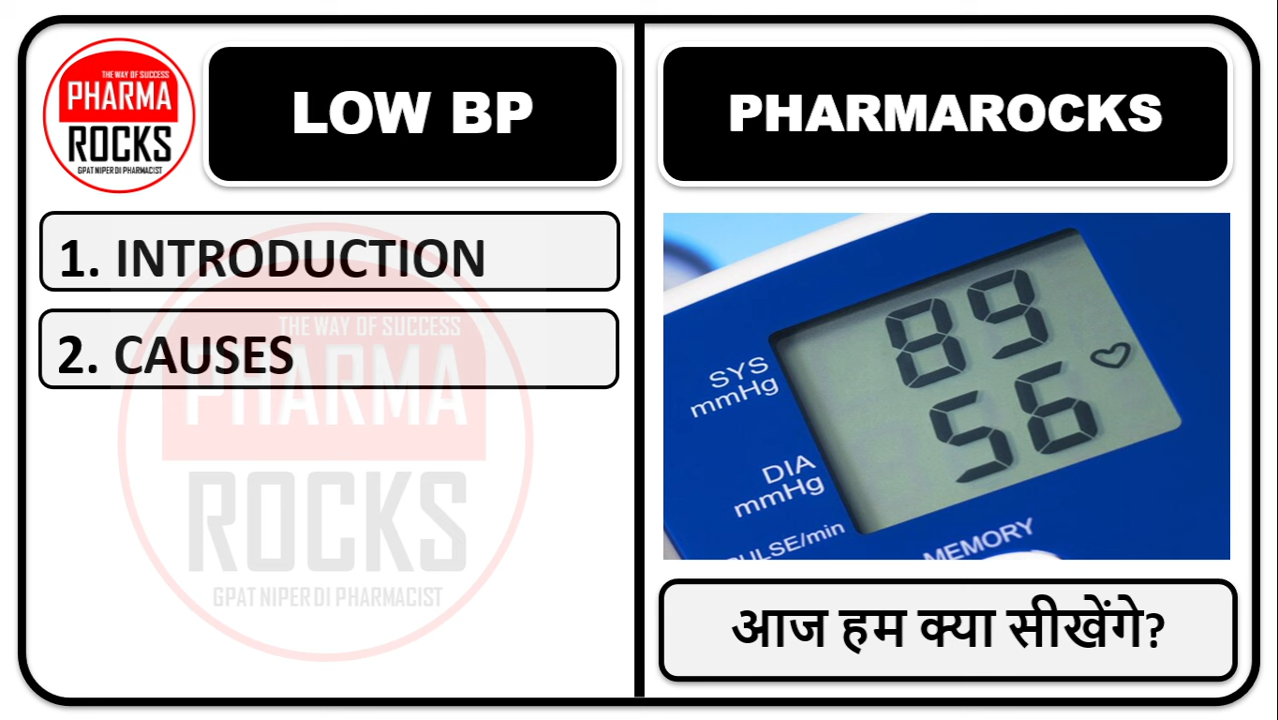 THE WAY OF SUCCESS
PHARMA
ROCKS
GPAT NIPER DI PHARMACIST
LOW BP
1. INTRODUCTION
2. CAUSES
THE WAY OF SUCCESS
PHARMA
ROCKS
GPAT NIPER DI PHARMACIST
PHARMAROCKS
SYS
mmHg
89
DIA
mmHg
56
PULSE/min
MEMORY
आज हम क्या सीखेंगे?